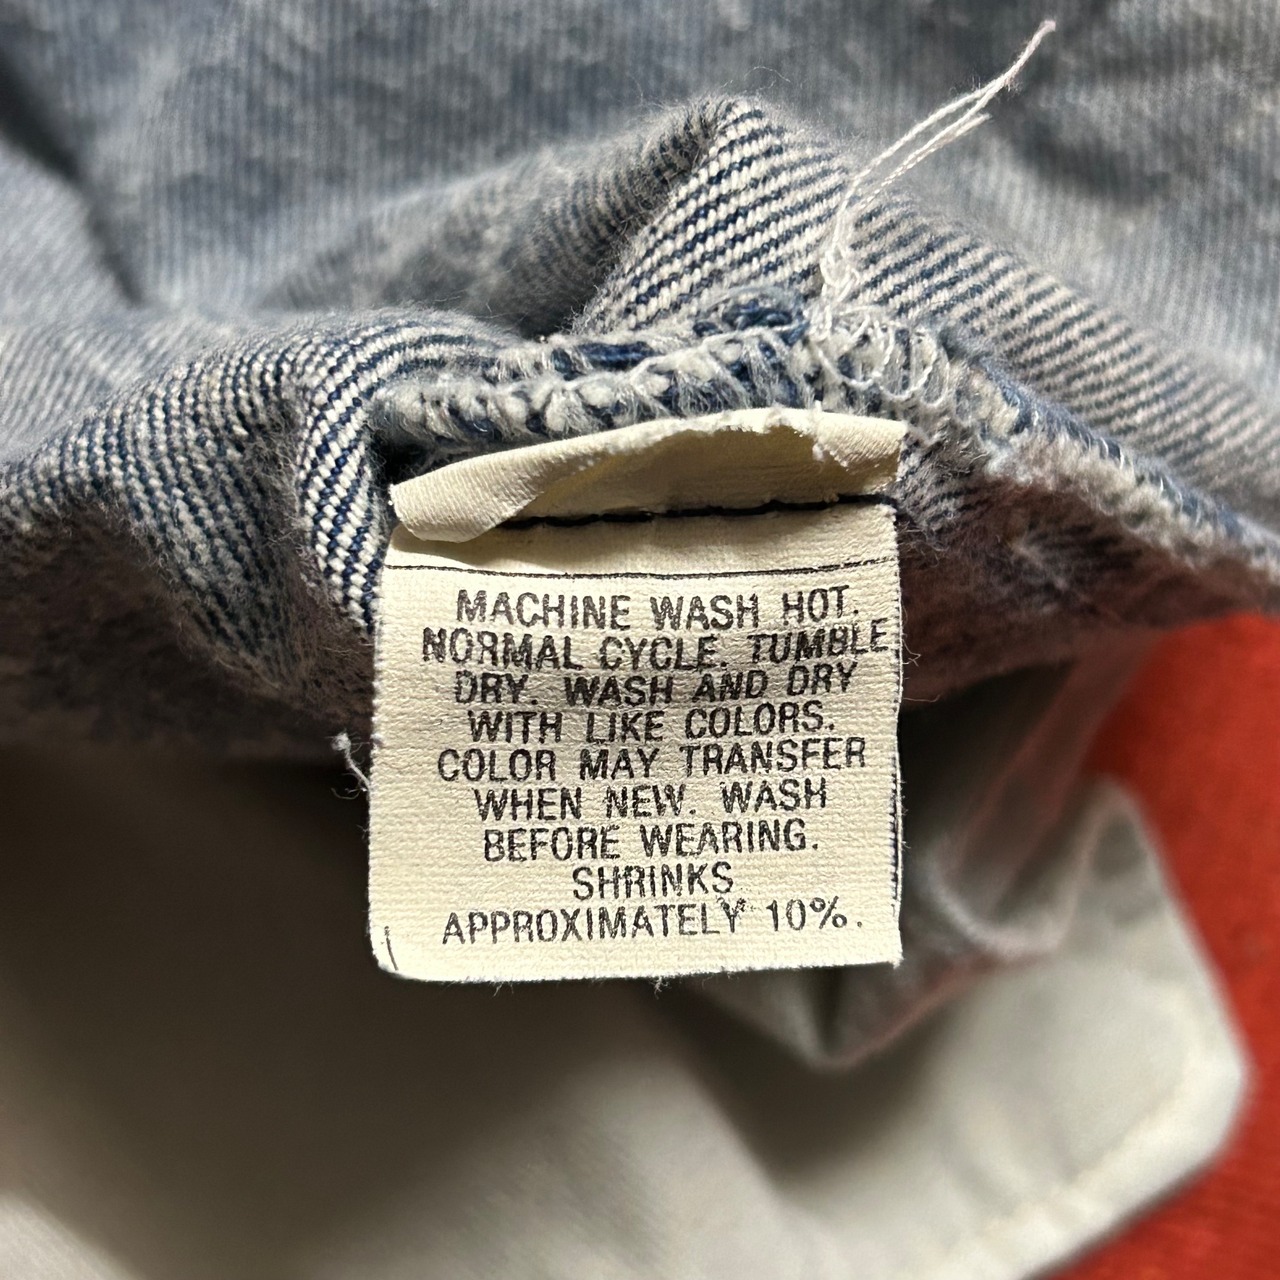 MACHINE WASH HOT.
NORMAL CYCLE. TUMBLE
DRY. WASH AND DRY
WITH LIKE COLORS.
COLOR MAY TRANSFER
WHEN NEW. WASH
BEFORE WEARING.
SHRINKS
APPROXIMATELY 10%.